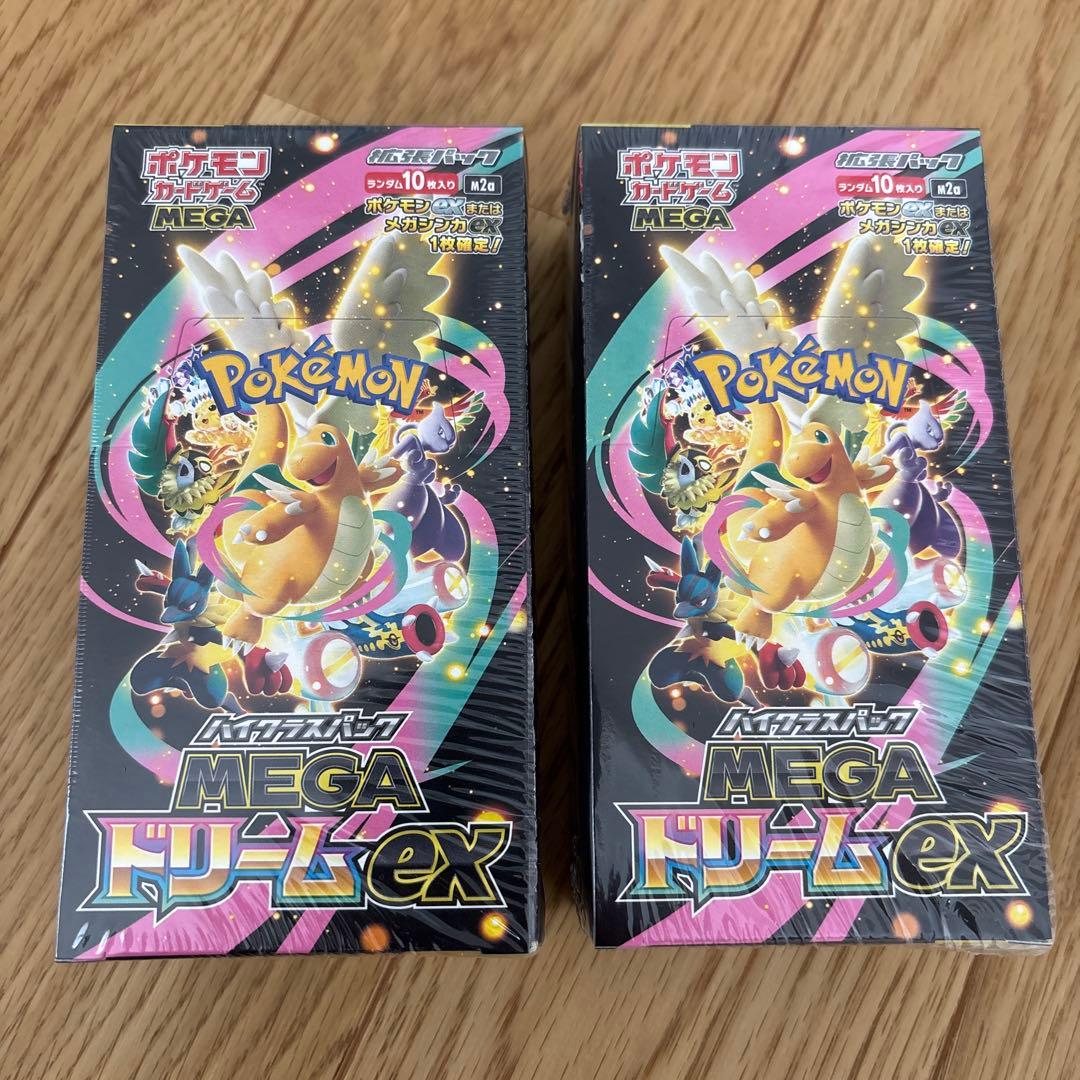 ポケモン
カードゲーム
MEGA
拡張パック
ランダム10枚入り M2a
ポケモンexまたは
メガシンカex
1枚確定!
POKéMON
TM
ハイクラスパック
MEGA
ドリームex
ポケモン
カードゲーム
MEGA
拡張パック
ランダム10枚入り M2a
ポケモンexまたは
メガシンカex
1枚確定!
POKéMON
TM
ハイクラスパック
MEGA
ドリームex